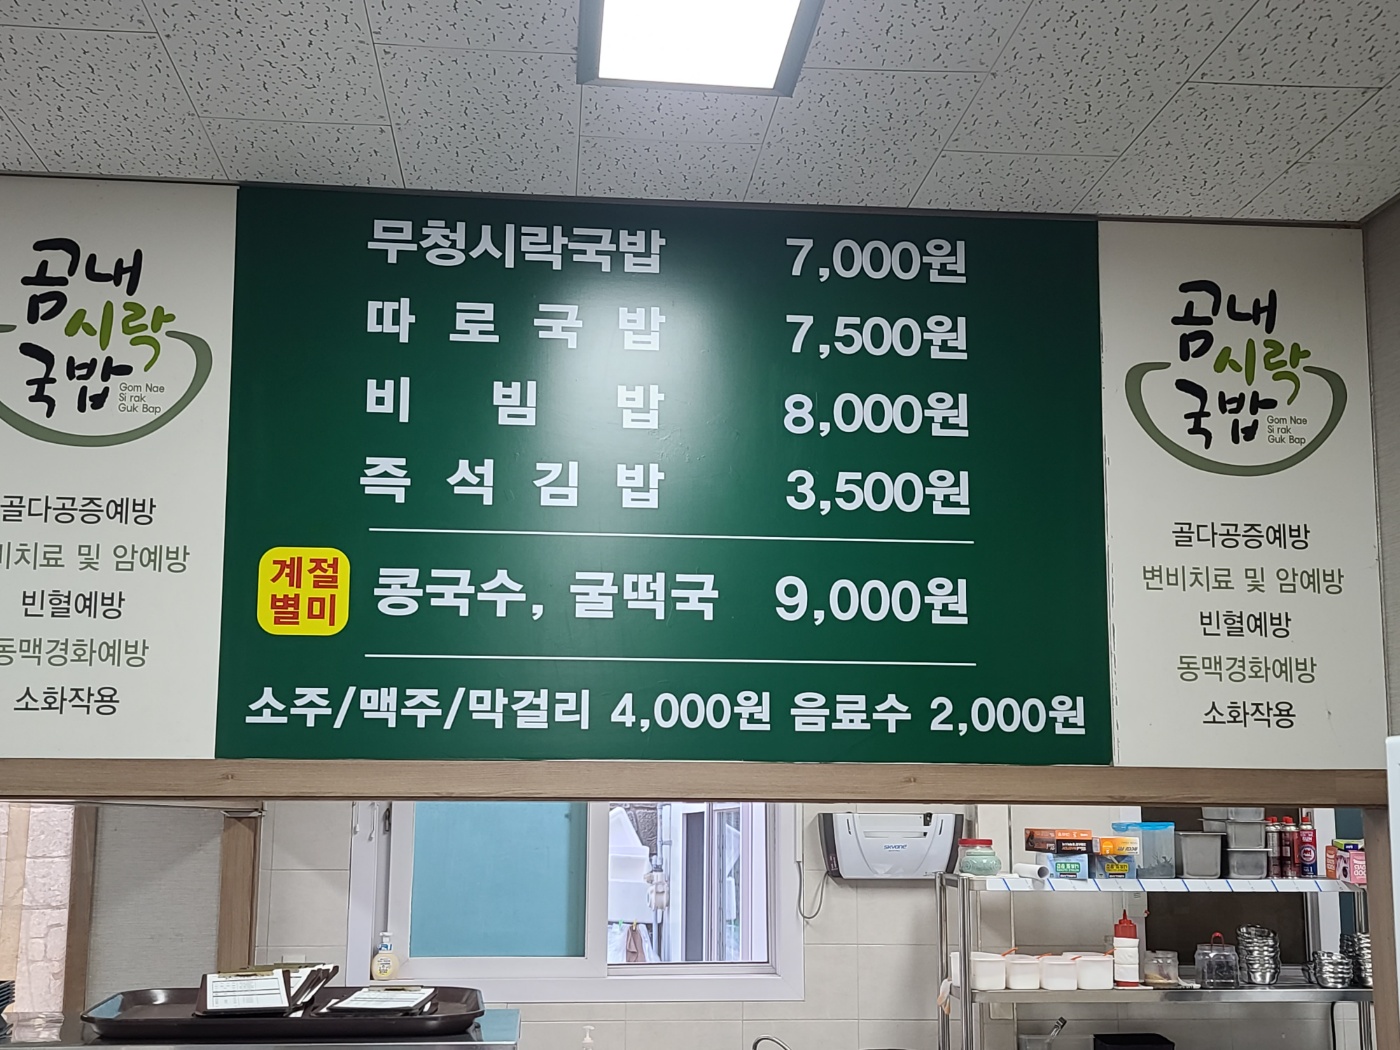 곰내
시락
국밥
Gom Nae
Si rak
Guk Bap
골다공증예방
비치료 및 암예방
빈혈예방
동맥경화예방
소화작용
무청시락국밥 7,000원
따로국밥 7,500원
비빔밥 8,000원
즉석김밥 3,500원
계절
별미
콩국수, 굴떡국 9,000원
소주/맥주/막걸리 4,000원 음료수 2,000원
곰내
시락
국밥
Gom Nae
Si rak
Guk Bap
골다공증예방
변비치료 및 암예방
빈혈예방
동맥경화예방
소화작용